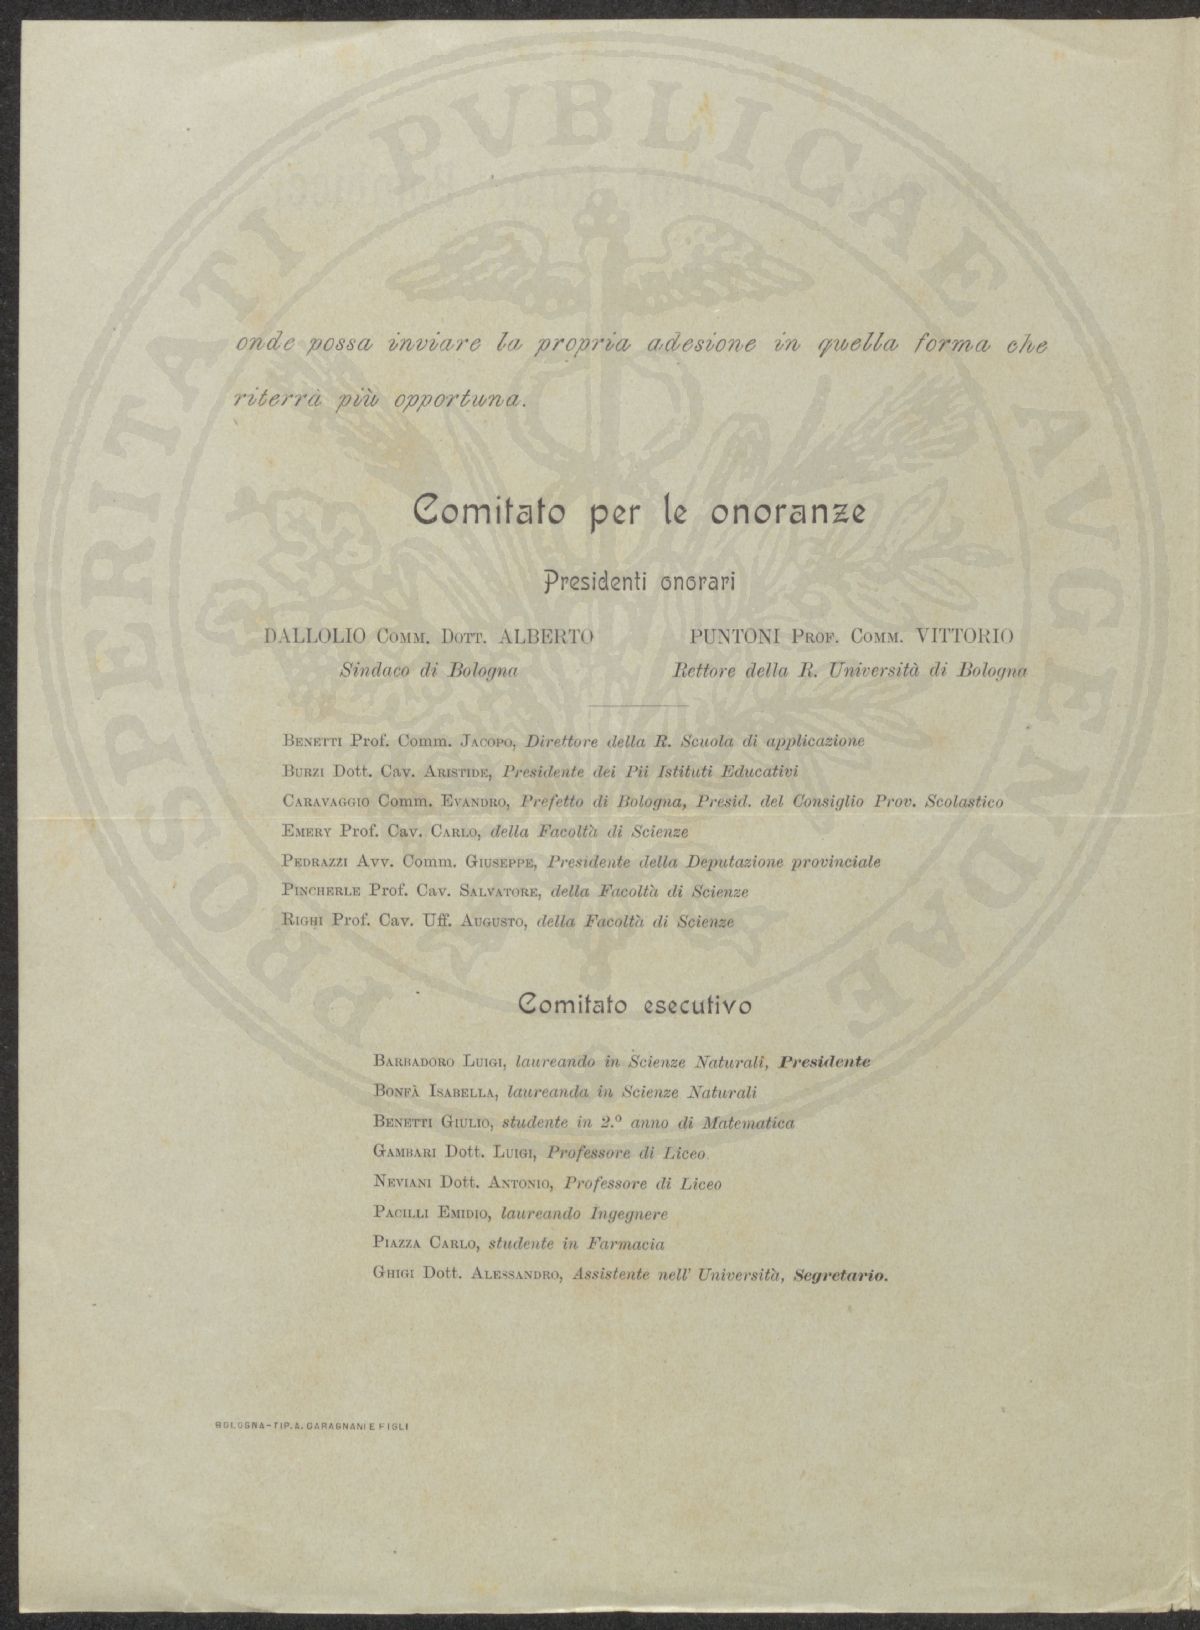 onde possa inviare la propria adesione in quella forma che
riterrà più opportuna.
Comitato per le onoranze
Presidenti onorari
DALLOLIO COMM. DOTT. ALBERTO
Sindaco di Bologna
PUNTONI PROF. COMM. VITTORIO
Rettore della R. Università di Bologna
BENETTI Prof. Comm. JACOPO, Direttore della R. Scuola di applicazione
BURZI Dott. Cav. ARISTIDE, Presidente dei Pii Istituti Educativi
CARAVAGGIO Comm. EVANDRO, Prefetto di Bologna, Presid. del Consiglio Prov. Scolastico
EMERY Prof. Cav. CARLO, della Facoltà di Scienze
PEDRAZZI Avv. Comm. GIUSEPPE, Presidente della Deputazione provinciale
PINCHERLE Prof. Cav. SALVATORE, della Facoltà di Scienze
RIGHI Prof. Cav. Uff. AUGUSTO, della Facoltà di Scienze
Comitato esecutivo
BARBADORO LUIGI, laureando in Scienze Naturali, Presidente
BONFÀ ISABELLA, laureanda in Scienze Naturali
BENETTI GIULIO, studente in 2.º anno di Matematica
GAMBARI Dott. LUIGI, Professore di Liceo
NEVIANI Dott. ANTONIO, Professore di Liceo
PACILLI EMIDIO, laureando Ingegnere
PIAZZA CARLO, studente in Farmacia
GHIGI Dott. ALESSANDRO, Assistente nell' Università, Segretario.
BOLOGNA-TIP. A. GARAGNANI E FIGLI
PROSPERITATI PVBLICAE AVGENDAE